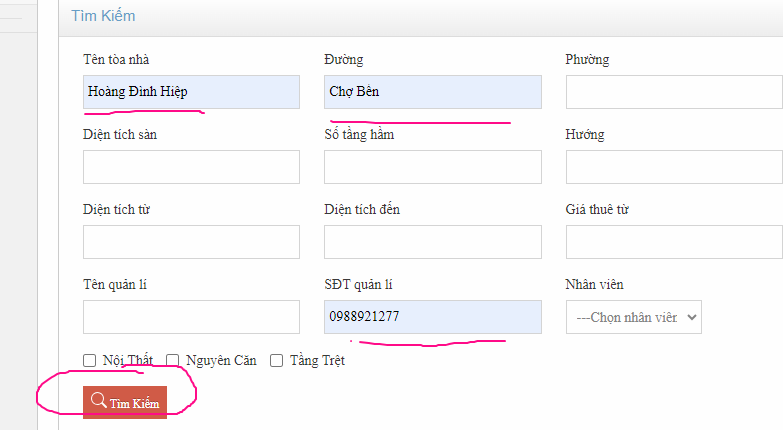 Tìm Kiếm
Tên tòa nhà Đường Phường
Hoàng Đình Hiệp Chợ Bến
Diện tích sàn Số tầng hầm Hướng
Diện tích từ Diện tích đến Giá thuê từ
Tên quản lí SĐT quản lí Nhân viên
0988921277 ---Chọn nhân viên
Nội Thất Nguyên Căn Tầng Trệt
Tìm Kiếm